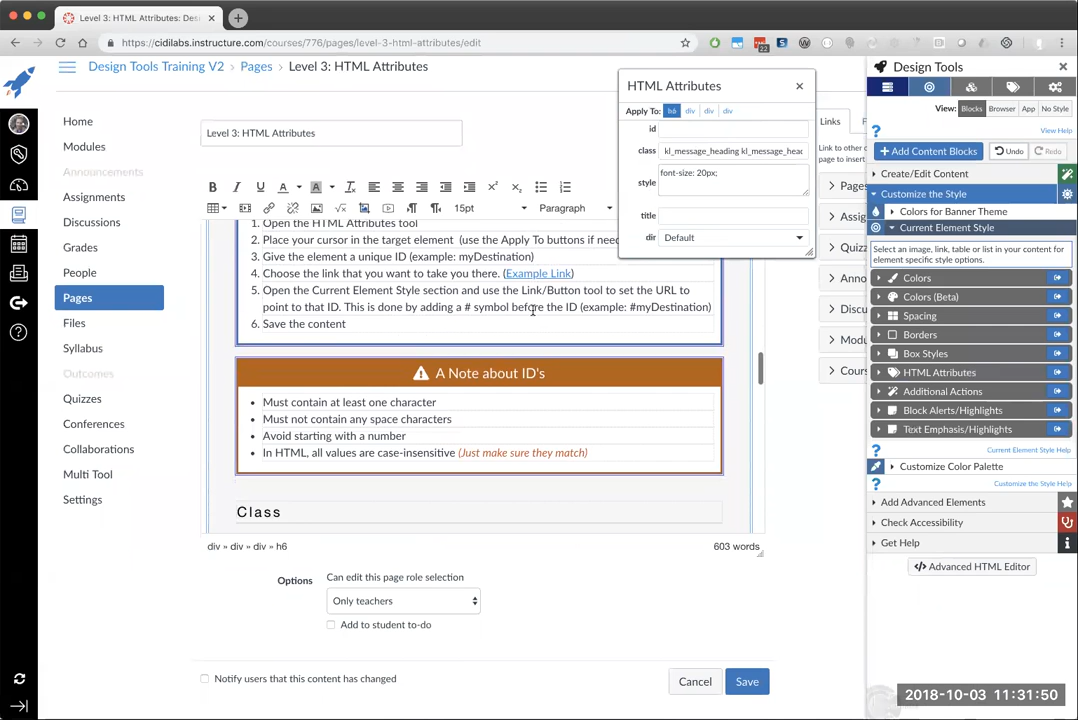 Level 3: HTML Attributes: Des
https://cidilabs.instructure.com/courses/776/pages/level-3-html-attributes/edit
22
Design Tools Training V2 > Pages > Level 3: HTML Attributes
Home
Modules
Announcements
Assignments
Discussions
Grades
People
Pages
Files
Syllabus
Outcomes
Quizzes
Conferences
Collaborations
Multi Tool
Settings
Level 3: HTML Attributes
15pt
Paragraph
1. Open the HTML Attributes tool
2. Place your cursor in the target element (use the Apply To buttons if need
3. Give the element a unique ID (example: myDestination)
4. Choose the link that you want to take you there. (Example Link)
5. Open the Current Element Style section and use the Link/Button tool to set the URL to
point to that ID. This is done by adding a # symbol before the ID (example: #myDestination)
6. Save the content
A Note about ID's
• Must contain at least one character
• Must not contain any space characters
• Avoid starting with a number
• In HTML, all values are case-insensitive (Just make sure they match)
Class
div » div » div » h6
603 words
Options
Can edit this page role selection
Only teachers
Add to student to-do
Notify users that this content has changed
Cancel
Save
HTML Attributes
Apply To: h6 div div div
id
class kl_message_heading kl_message_head
style font-size: 20px;
title
dir Default
Links
Link to other
page to insert
Pages
Assig
Quizz
Anno
Discu
Modu
Cours
Design Tools
View: Blocks Browser App No Style
View Help
+ Add Content Blocks
Undo
Redo
Create/Edit Content
Customize the Style
Colors for Banner Theme
Current Element Style
Select an image, link, table or list in your content for
element specific style options.
Colors
Colors (Beta)
Spacing
Borders
Box Styles
HTML Attributes
Additional Actions
Block Alerts/Highlights
Text Emphasis/Highlights
Current Element Style Help
Customize Color Palette
Customize the Style Help
Add Advanced Elements
Check Accessibility
Get Help
</> Advanced HTML Editor
2018-10-03 11:31:50